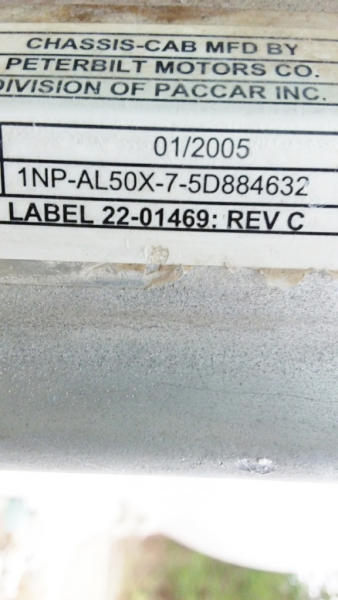 CHASSIS-CAB MFD BY
PETERBILT MOTORS CO.
DIVISION OF PACCAR INC.
01/2005
1NP-AL50X-7-5D884632
LABEL 22-01469: REV C